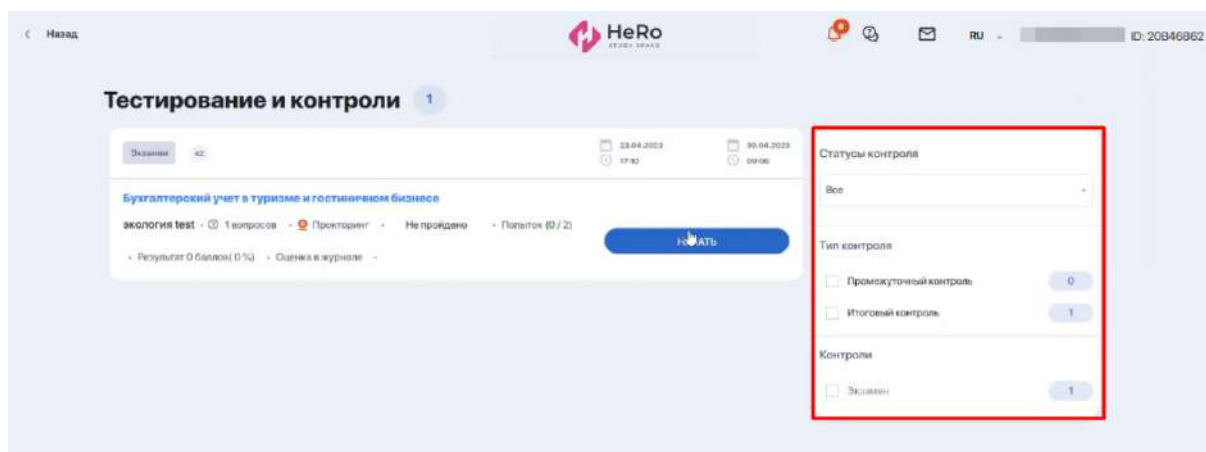 Назад
HeRo
STUDY SPACE
RU
ID: 20846862
Тестирование и контроли 1
Экзамен кz 23.04.2023 30.04.2023
17:10 09:06
Бухгалтерский учет в туризме и гостиничном бизнесе
экология test • 1 вопросов • Прокторинг • Не пройдено • Попыток (0 / 2)
• Результат 0 баллов( 0 %) • Оценка в журнале -
НАЧАТЬ
Статусы контроля
Все
Тип контроля
Промежуточный контроль 0
Итоговый контроль 1
Контроли
Экзамен 1